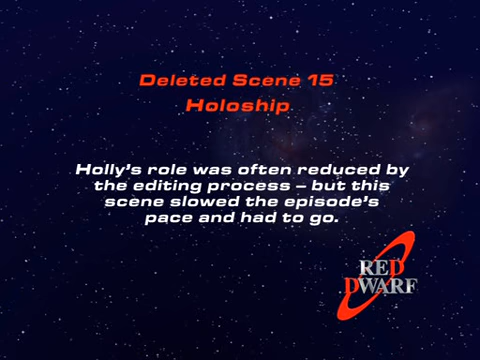 Deleted Scene 15
Holoship
Holly's role was often reduced by
the editing process – but this
scene slowed the episode's
pace and had to go.
RED
DWARF